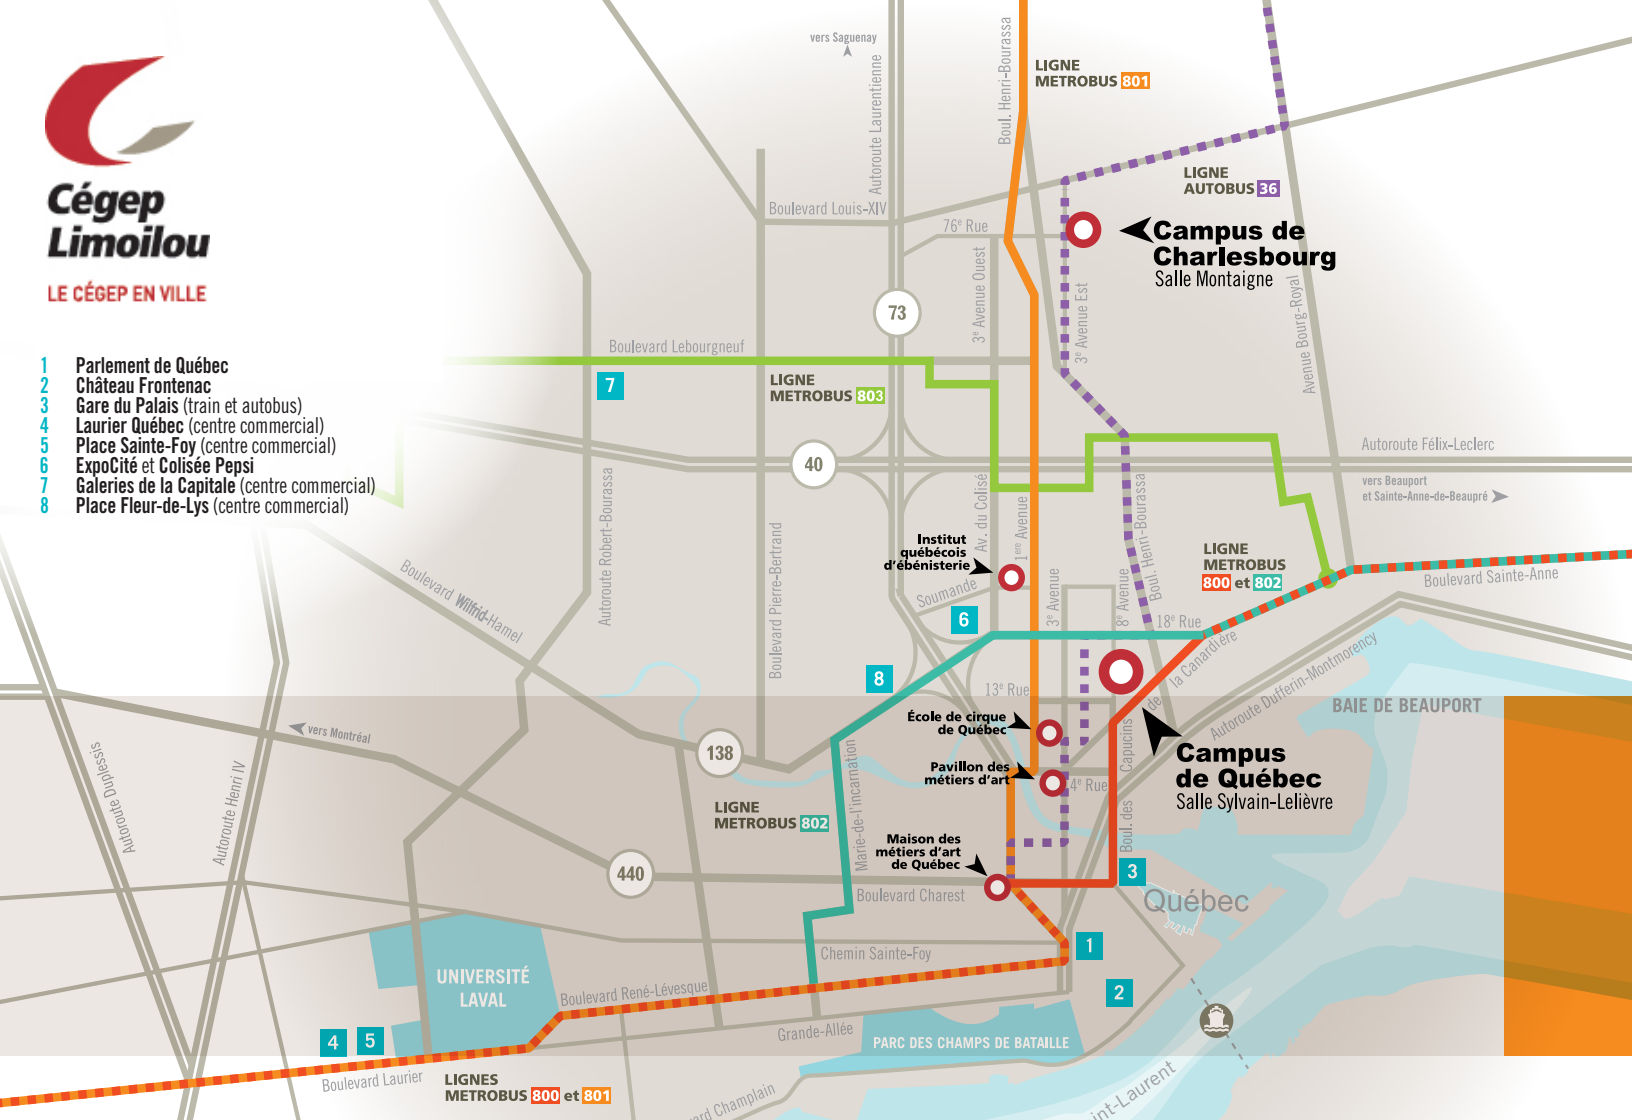 Cégep
Limoilou
LE CÉGEP EN VILLE
1 Parlement de Québec
2 Château Frontenac
3 Gare du Palais (train et autobus)
4 Laurier Québec (centre commercial)
5 Place Sainte-Foy (centre commercial)
6 ExpoCité et Colisée Pepsi
7 Galeries de la Capitale (centre commercial)
8 Place Fleur-de-Lys (centre commercial)
vers Saguenay
Autoroute Laurentienne
Boul. Henri-Bourassa
LIGNE
METROBUS 801
LIGNE
AUTOBUS 36
Boulevard Louis-XIV
76e Rue
Campus de
Charlesbourg
Salle Montaigne
3e Avenue Ouest
3e Avenue Est
Avenue Bourg-Royal
73
Boulevard Lebourgneuf
7
LIGNE
METROBUS 803
40
Autoroute Félix-Leclerc
vers Beauport
et Sainte-Anne-de-Beaupré
Autoroute Robert-Bourassa
Boulevard Pierre-Bertrand
Av. du Colisé
1ere Avenue
Boul. Henri-Bourassa
Institut
québécois
d'ébénisterie
LIGNE
METROBUS
800 et 802
Boulevard Sainte-Anne
Boulevard Wilfrid-Hamel
Soumande
6
3e Avenue
8e Avenue
18e Rue
de la Canardière
Autoroute Dufferin-Montmorency
8
13e Rue
BAIE DE BEAUPORT
vers Montréal
École de cirque
de Québec
Capucins
Boul. des
Campus
de Québec
Salle Sylvain-Lelièvre
138
Pavillon des
métiers d'art
4e Rue
Autoroute Duplessis
Autoroute Henri IV
LIGNE
METROBUS 802
Marie-de-l'incarnation
Maison des
métiers d'art
de Québec
440
3
Boulevard Charest
Québec
Chemin Sainte-Foy
1
UNIVERSITÉ
LAVAL
Boulevard René-Lévesque
2
Grande-Allée
PARC DES CHAMPS DE BATAILLE
4
5
Boulevard Laurier
LIGNES
METROBUS 800 et 801
ard Champlain
int-Laurent